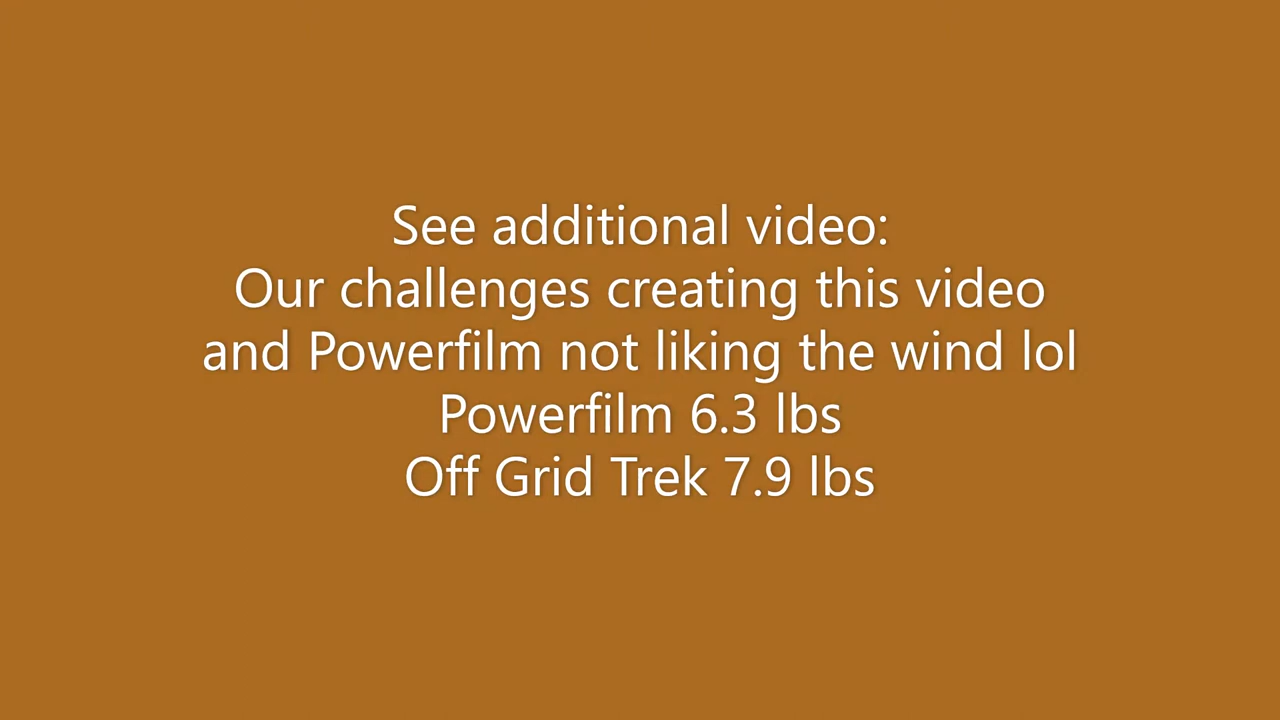 See additional video:
Our challenges creating this video
and Powerfilm not liking the wind lol
Powerfilm 6.3 lbs
Off Grid Trek 7.9 lbs